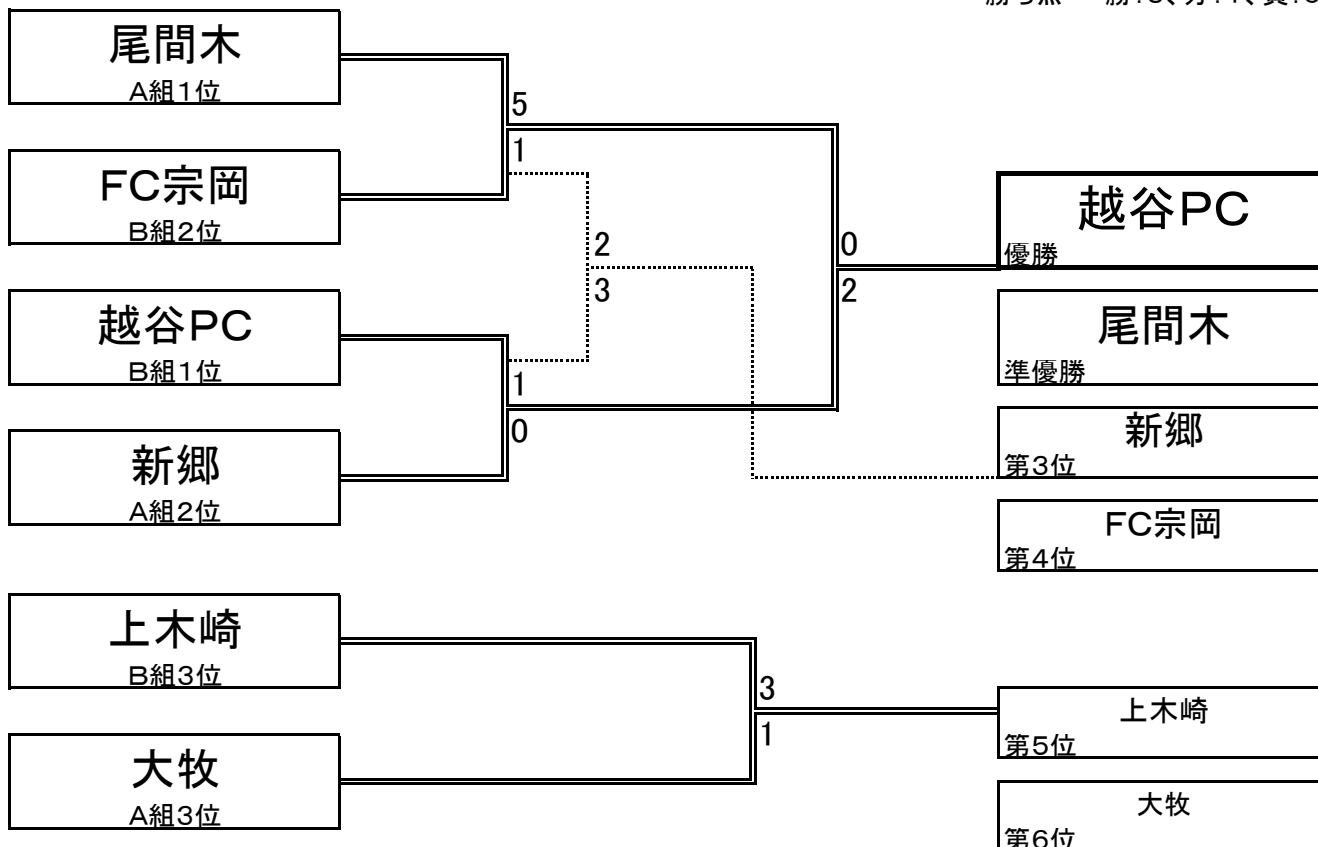 尾間木
A組1位
5
1
FC宗岡
B組2位
2
3
越谷PC
B組1位
1
0
新郷
A組2位
0
2
越谷PC
優勝
尾間木
準優勝
新郷
第3位
FC宗岡
第4位
上木崎
B組3位
3
1
大牧
A組3位
上木崎
第5位
大牧
第6位